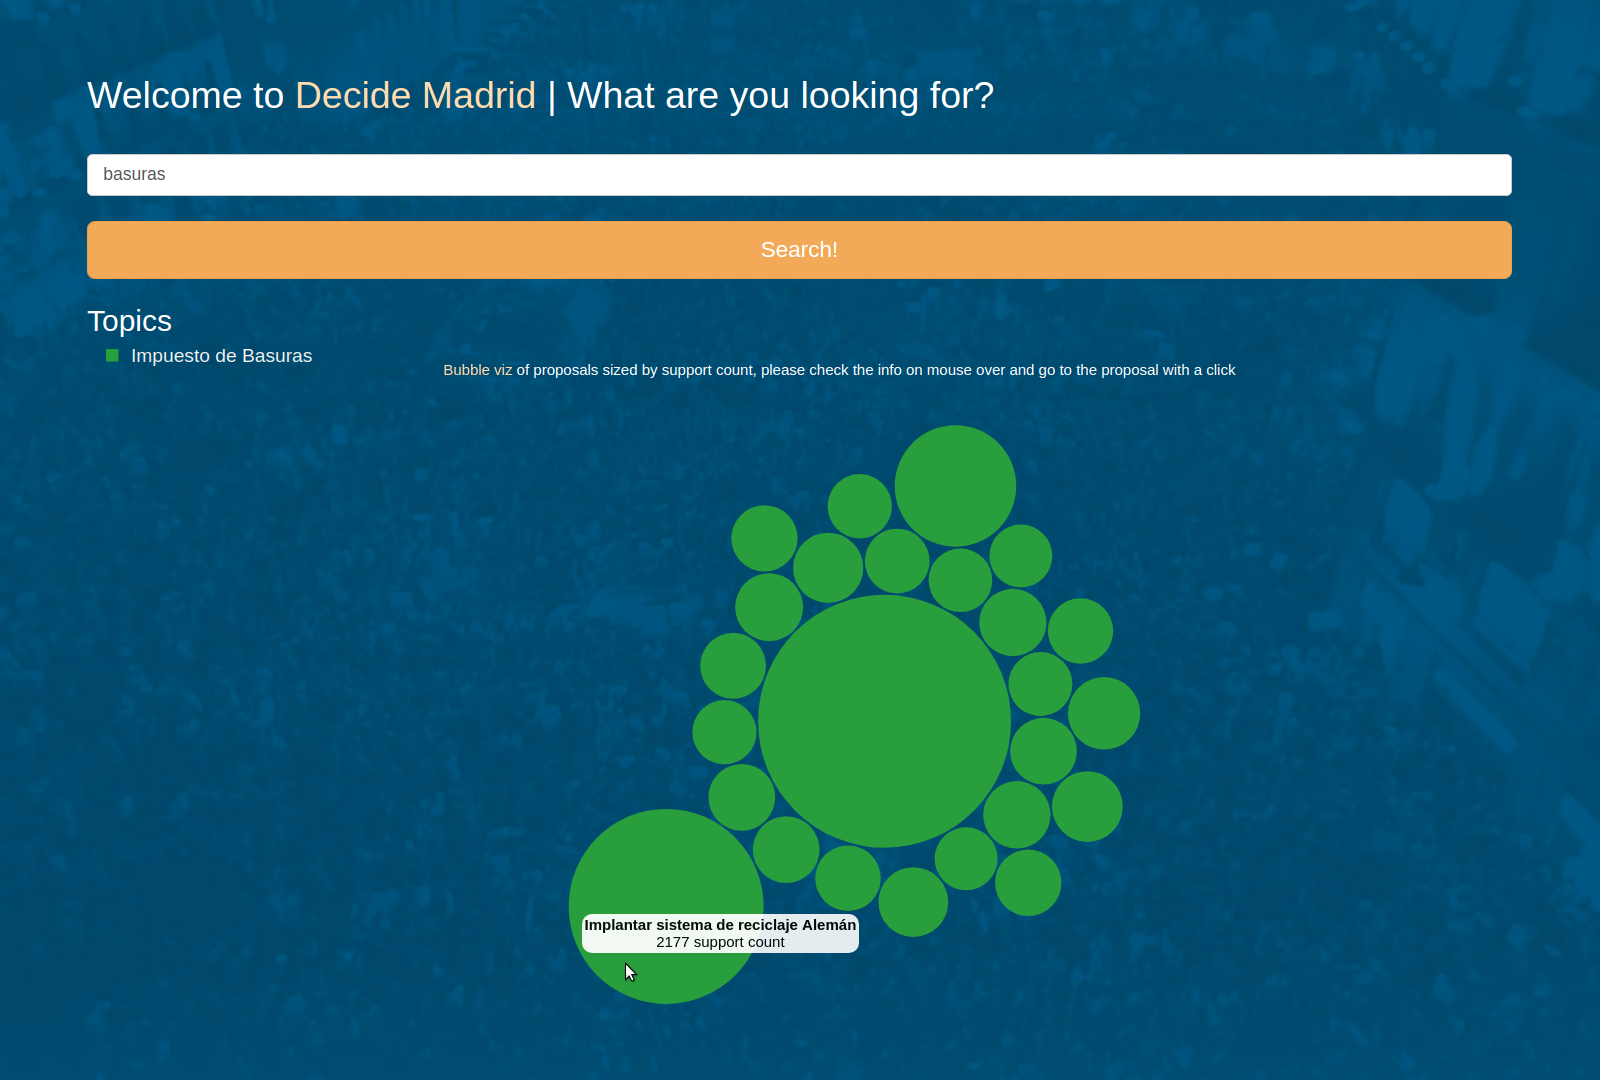 Welcome to Decide Madrid | What are you looking for?
basuras
Search!
Topics
Impuesto de Basuras
Bubble viz of proposals sized by support count, please check the info on mouse over and go to the proposal with a click
Implantar sistema de reciclaje Alemán
2177 support count